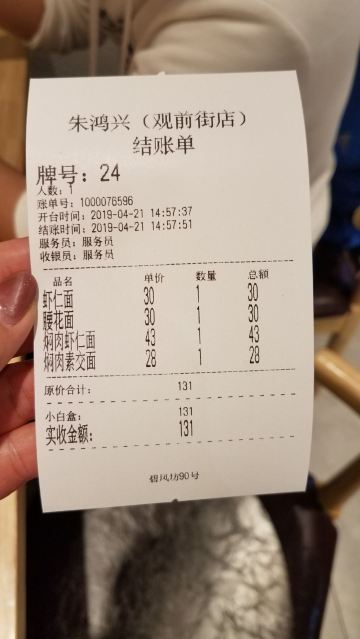 朱鸿兴（观前街店）
结账单
牌号：24
人数：1
账单号：1000076596
开台时间：2019-04-21 14:57:37
结账时间：2019-04-21 14:57:51
服务员：服务员
收银员：服务员
品名 单价 数量 总额
虾仁面 30 1 30
腰花面 30 1 30
焖肉虾仁面 43 1 43
焖肉素交面 28 1 28
原价合计： 131
小白盒： 131
实收金额： 131
碧凤坊90号